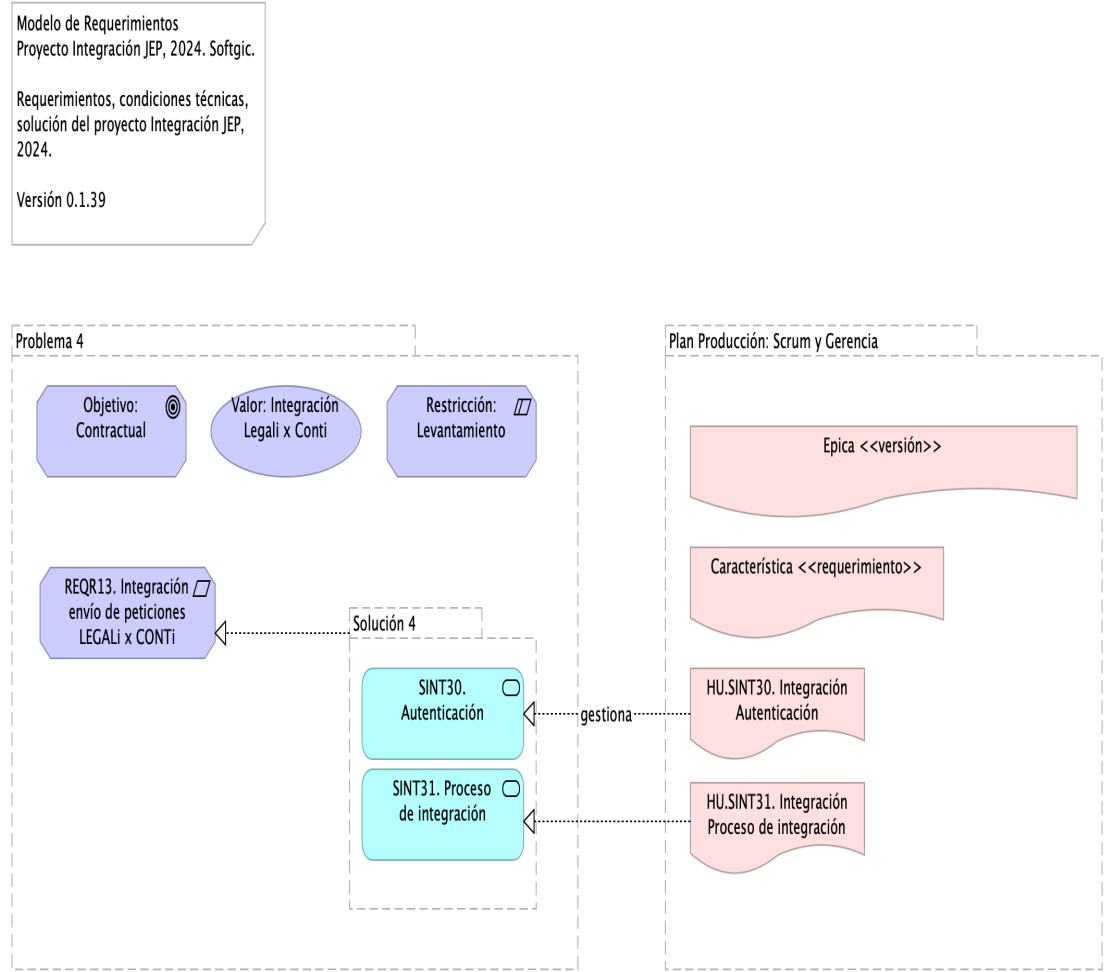 Modelo de Requerimientos
Proyecto Integración JEP, 2024. Softgic.
Requerimientos, condiciones técnicas,
solución del proyecto Integración JEP,
2024.
Versión 0.1.39
Problema 4
Objetivo:
Contractual
Valor: Integración
Legali x Conti
Restricción:
Levantamiento
REQR13. Integración
envío de peticiones
LEGALi x CONTi
Solución 4
SINT30.
Autenticación
SINT31. Proceso
de integración
gestiona
Plan Producción: Scrum y Gerencia
Epica <<versión>>
Característica <<requerimiento>>
HU.SINT30. Integración
Autenticación
HU.SINT31. Integración
Proceso de integración